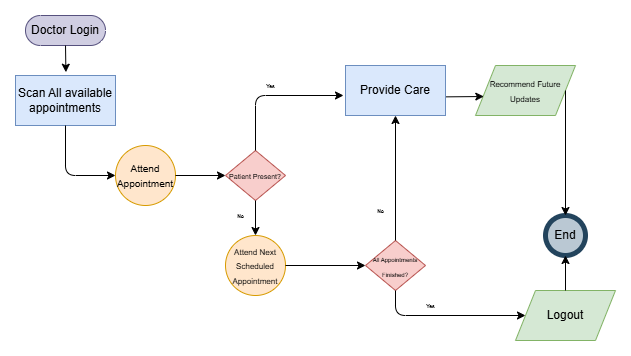 Doctor Login
Scan All available
appointments
Yes
Provide Care
Recommend Future
Updates
Attend
Appointment
Patient Present?
No
No
End
Attend Next
Scheduled
Appointment
All Appointments
Finished?
Yes
Logout